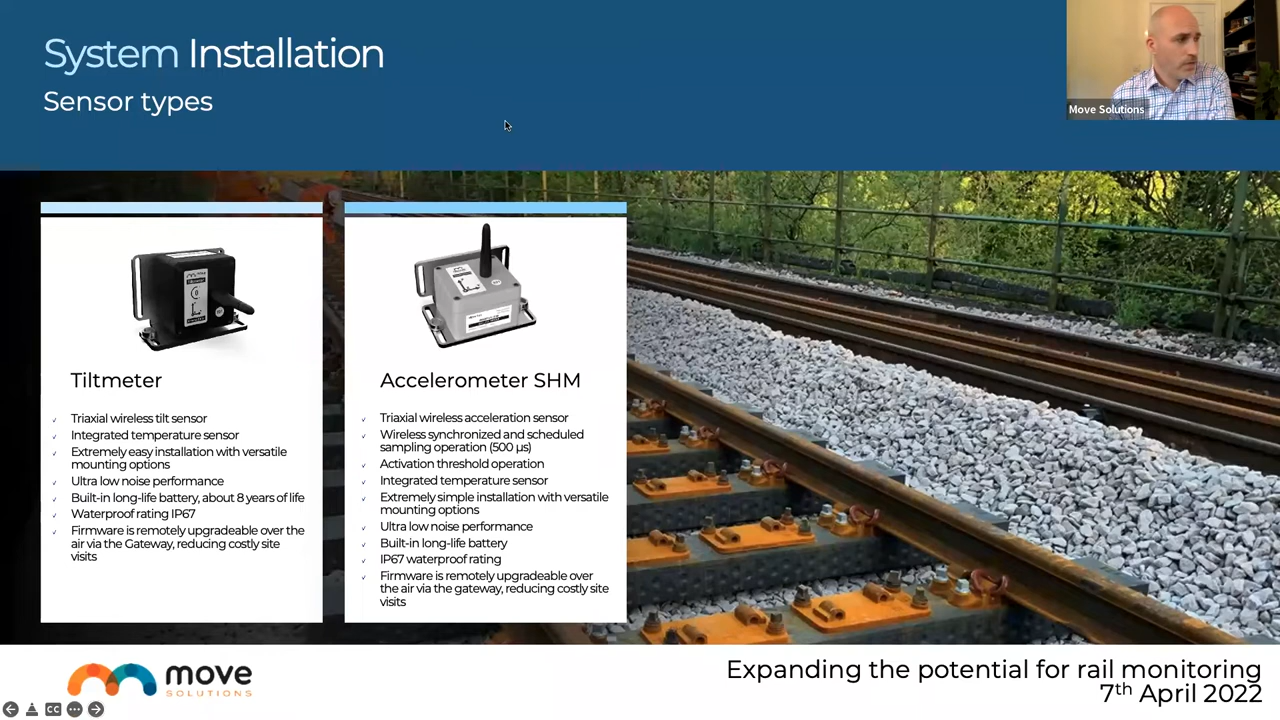 System Installation
Sensor types
Move Solutions
Tiltmeter
Triaxial wireless tilt sensor
Integrated temperature sensor
Extremely easy installation with versatile
mounting options
Ultra low noise performance
Built-in long-life battery, about 8 years of life
Waterproof rating IP67
Firmware is remotely upgradeable over the
air via the Gateway, reducing costly site
visits
Accelerometer SHM
Triaxial wireless acceleration sensor
Wireless synchronized and scheduled
sampling operation (500 µs)
Activation threshold operation
Integrated temperature sensor
Extremely simple installation with versatile
mounting options
Ultra low noise performance
Built-in long-life battery
IP67 waterproof rating
Firmware is remotely upgradeable over
the air via the gateway, reducing costly site
visits
move
SOLUTIONS
Expanding the potential for rail monitoring
7th April 2022
CC